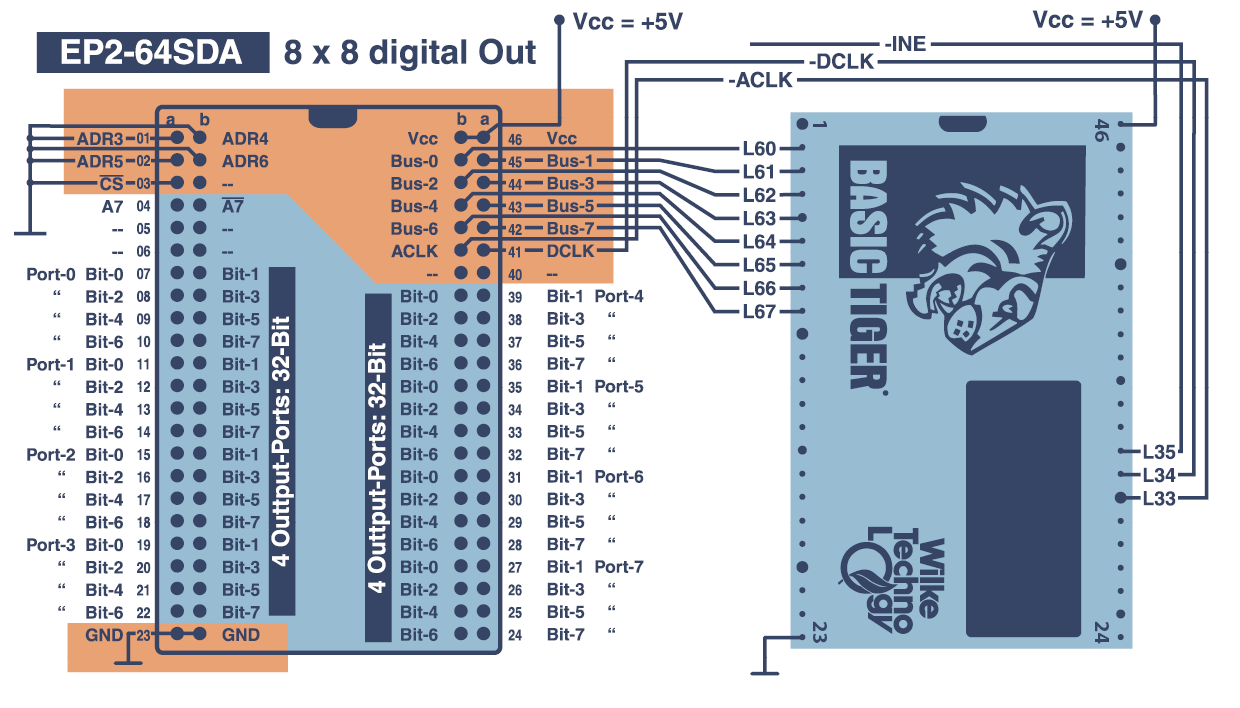 EP2-64SDA 8 x 8 digital Out
Vcc = +5V
Vcc = +5V
-INE
-DCLK
-ACLK
a b
b a
ADR3 01 ADR4
ADR5 02 ADR6
CS 03 --
A7 04 A7
-- 05 --
-- 06 --
Port-0 Bit-0 07 Bit-1
“ Bit-2 08 Bit-3
“ Bit-4 09 Bit-5
“ Bit-6 10 Bit-7
Port-1 Bit-0 11 Bit-1
“ Bit-2 12 Bit-3
“ Bit-4 13 Bit-5
“ Bit-6 14 Bit-7
Port-2 Bit-0 15 Bit-1
“ Bit-2 16 Bit-3
“ Bit-4 17 Bit-5
“ Bit-6 18 Bit-7
Port-3 Bit-0 19 Bit-1
“ Bit-2 20 Bit-3
“ Bit-4 21 Bit-5
“ Bit-6 22 Bit-7
GND 23 GND
4 Outtput-Ports: 32-Bit
4 Outtput-Ports: 32-Bit
Vcc 46 Vcc
Bus-0 45 Bus-1
Bus-2 44 Bus-3
Bus-4 43 Bus-5
Bus-6 42 Bus-7
ACLK 41 DCLK
-- 40 --
Bit-0 39 Bit-1 Port-4
Bit-2 38 Bit-3 “
Bit-4 37 Bit-5 “
Bit-6 36 Bit-7 “
Bit-0 35 Bit-1 Port-5
Bit-2 34 Bit-3 “
Bit-4 33 Bit-5 “
Bit-6 32 Bit-7 “
Bit-0 31 Bit-1 Port-6
Bit-2 30 Bit-3 “
Bit-4 29 Bit-5 “
Bit-6 28 Bit-7 “
Bit-0 27 Bit-1 Port-7
Bit-2 26 Bit-3 “
Bit-4 25 Bit-5 “
Bit-6 24 Bit-7 “
L60
L61
L62
L63
L64
L65
L66
L67
1
46
BASIC TIGER
L35
L34
L33
Wilke
Techno
Logy
23
24